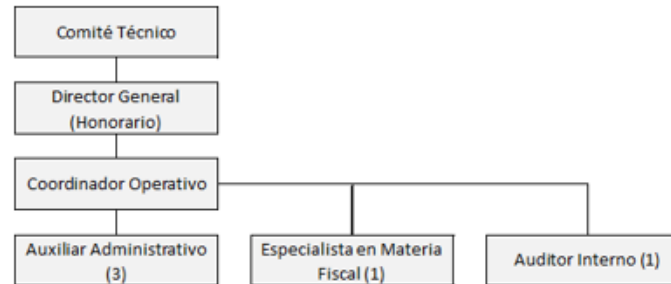 Comité Técnico
Director General
(Honorario)
Coordinador Operativo
Auxiliar Administrativo
(3)
Especialista en Materia
Fiscal (1)
Auditor Interno (1)